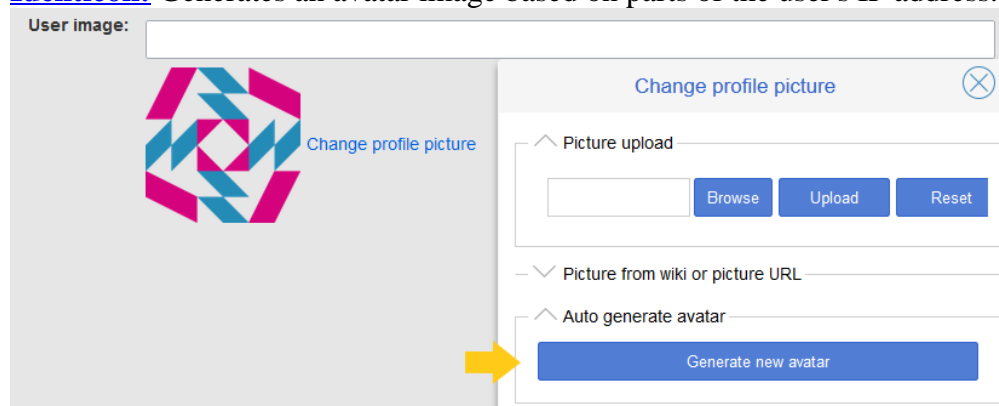 Identicon: Generates an avatar image based on parts of the user's IP address.
User image:
Change profile picture
Change profile picture
Picture upload
Browse
Upload
Reset
Picture from wiki or picture URL
Auto generate avatar
Generate new avatar